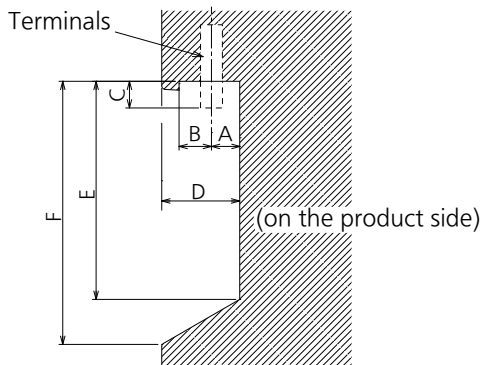 Terminals
C
B A
D
E
F
(on the product side)